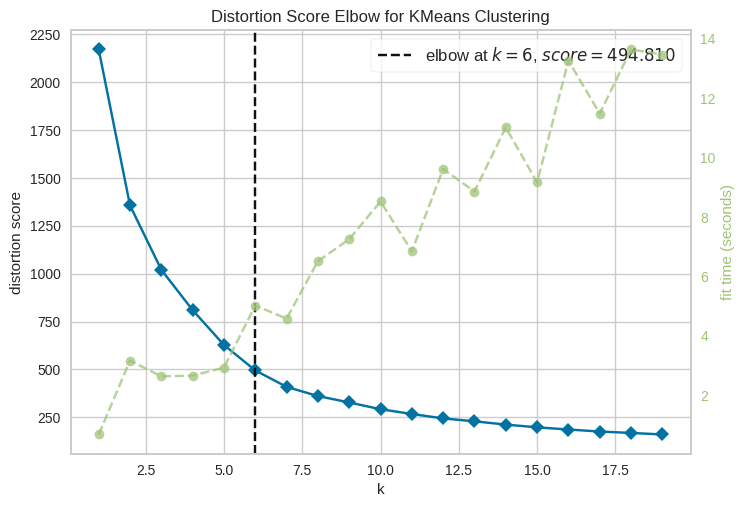 Distortion Score Elbow for KMeans Clustering
elbow at k = 6, score = 494.810
distortion score
2250
2000
1750
1500
1250
1000
750
500
250
14
12
10
8
6
4
2
fit time (seconds)
2.5 5.0 7.5 10.0 12.5 15.0 17.5
k